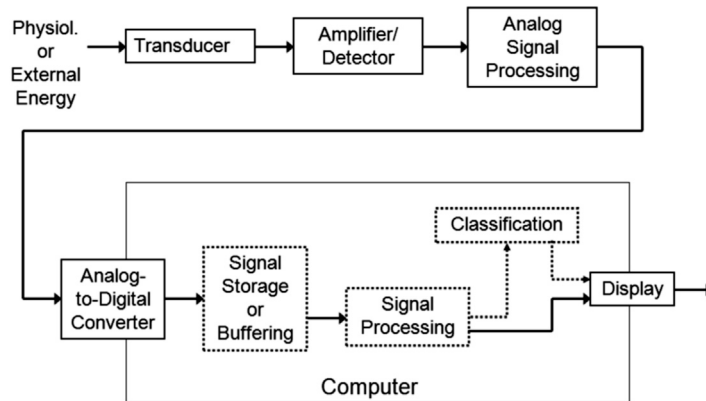 Physiol.
or
External
Energy
Transducer
Amplifier/
Detector
Analog
Signal
Processing
Classification
Analog-
to-Digital
Converter
Signal
Storage
or
Buffering
Signal
Processing
Display
Computer